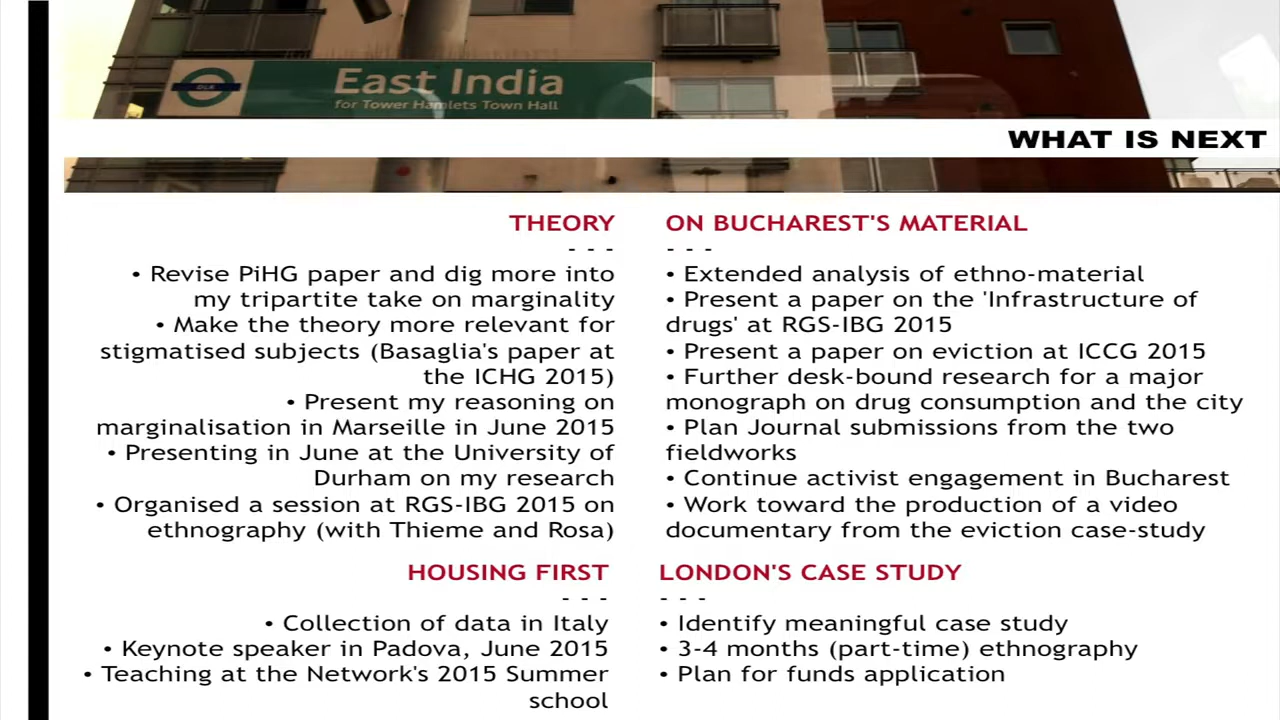 DLR
East India
for Tower Hamlets Town Hall
WHAT IS NEXT
THEORY
- - -
• Revise PiHG paper and dig more into
my tripartite take on marginality
• Make the theory more relevant for
stigmatised subjects (Basaglia's paper at
the ICHG 2015)
• Present my reasoning on
marginalisation in Marseille in June 2015
• Presenting in June at the University of
Durham on my research
• Organised a session at RGS-IBG 2015 on
ethnography (with Thieme and Rosa)
ON BUCHAREST'S MATERIAL
- - -
• Extended analysis of ethno-material
• Present a paper on the 'Infrastructure of
drugs' at RGS-IBG 2015
• Present a paper on eviction at ICCG 2015
• Further desk-bound research for a major
monograph on drug consumption and the city
• Plan Journal submissions from the two
fieldworks
• Continue activist engagement in Bucharest
• Work toward the production of a video
documentary from the eviction case-study
HOUSING FIRST
- - -
• Collection of data in Italy
• Keynote speaker in Padova, June 2015
• Teaching at the Network's 2015 Summer
school
LONDON'S CASE STUDY
- - -
• Identify meaningful case study
• 3-4 months (part-time) ethnography
• Plan for funds application